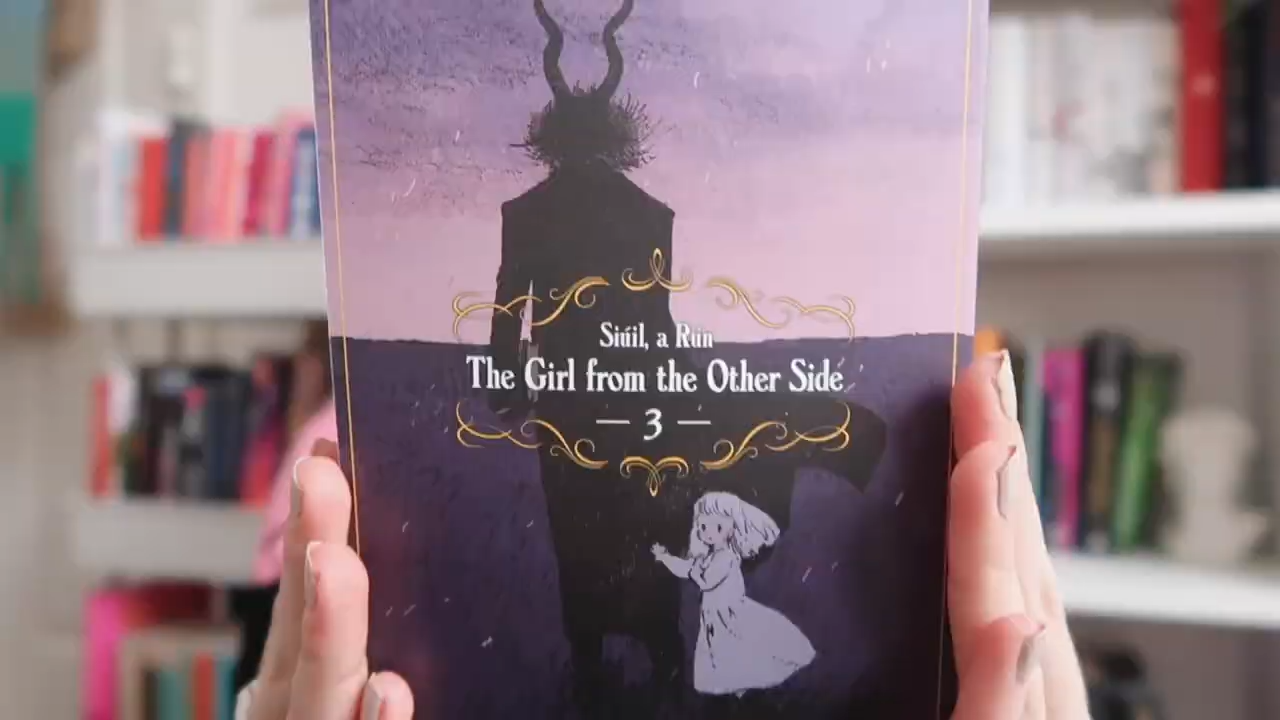 Siúil, a Rún
The Girl from the Other Side
— 3 —